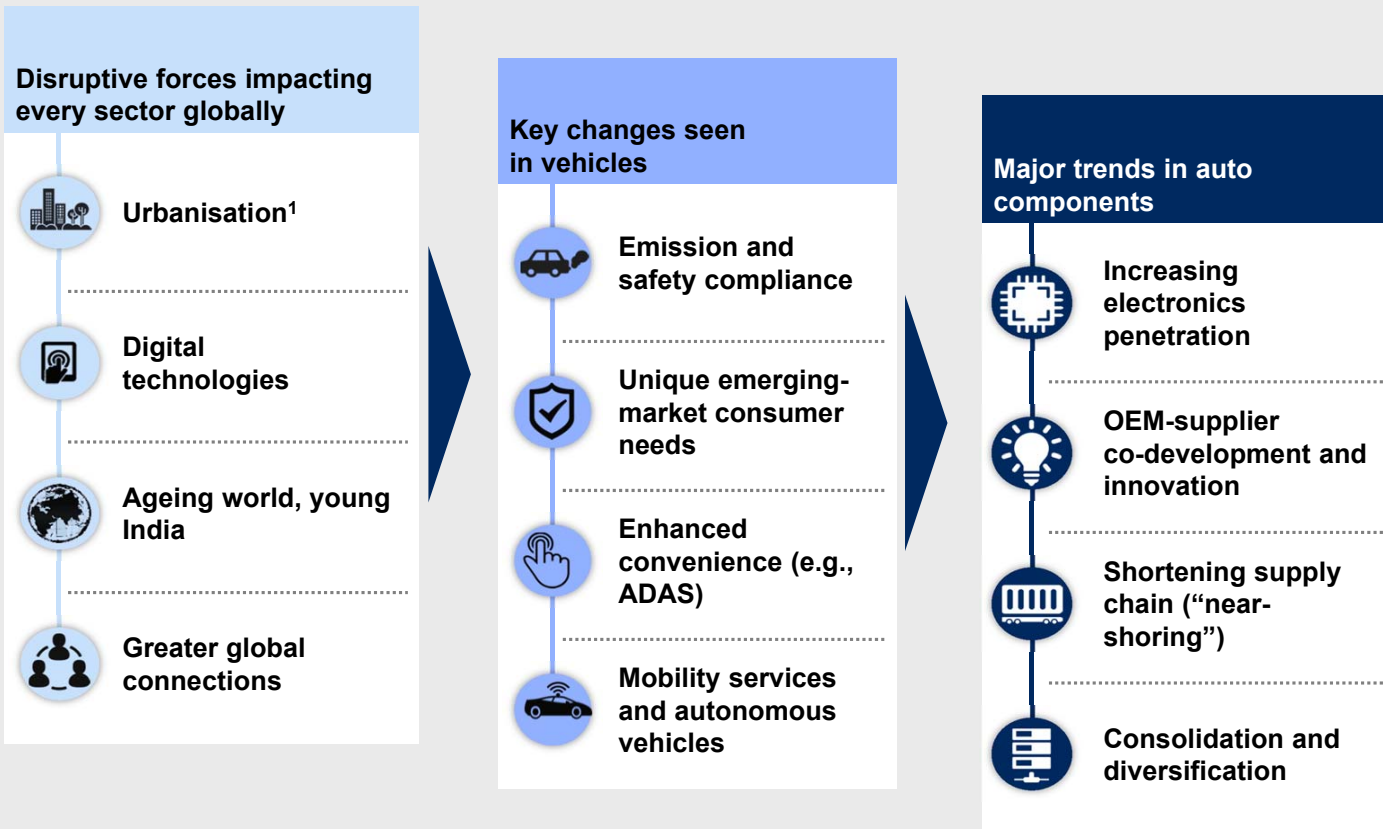 Disruptive forces impacting
every sector globally
Urbanisation¹
Digital
technologies
Ageing world, young
India
Greater global
connections
Key changes seen
in vehicles
Emission and
safety compliance
Unique emerging-
market consumer
needs
Enhanced
convenience (e.g.,
ADAS)
Mobility services
and autonomous
vehicles
Major trends in auto
components
Increasing
electronics
penetration
OEM-supplier
co-development and
innovation
Shortening supply
chain (“near-
shoring”)
Consolidation and
diversification